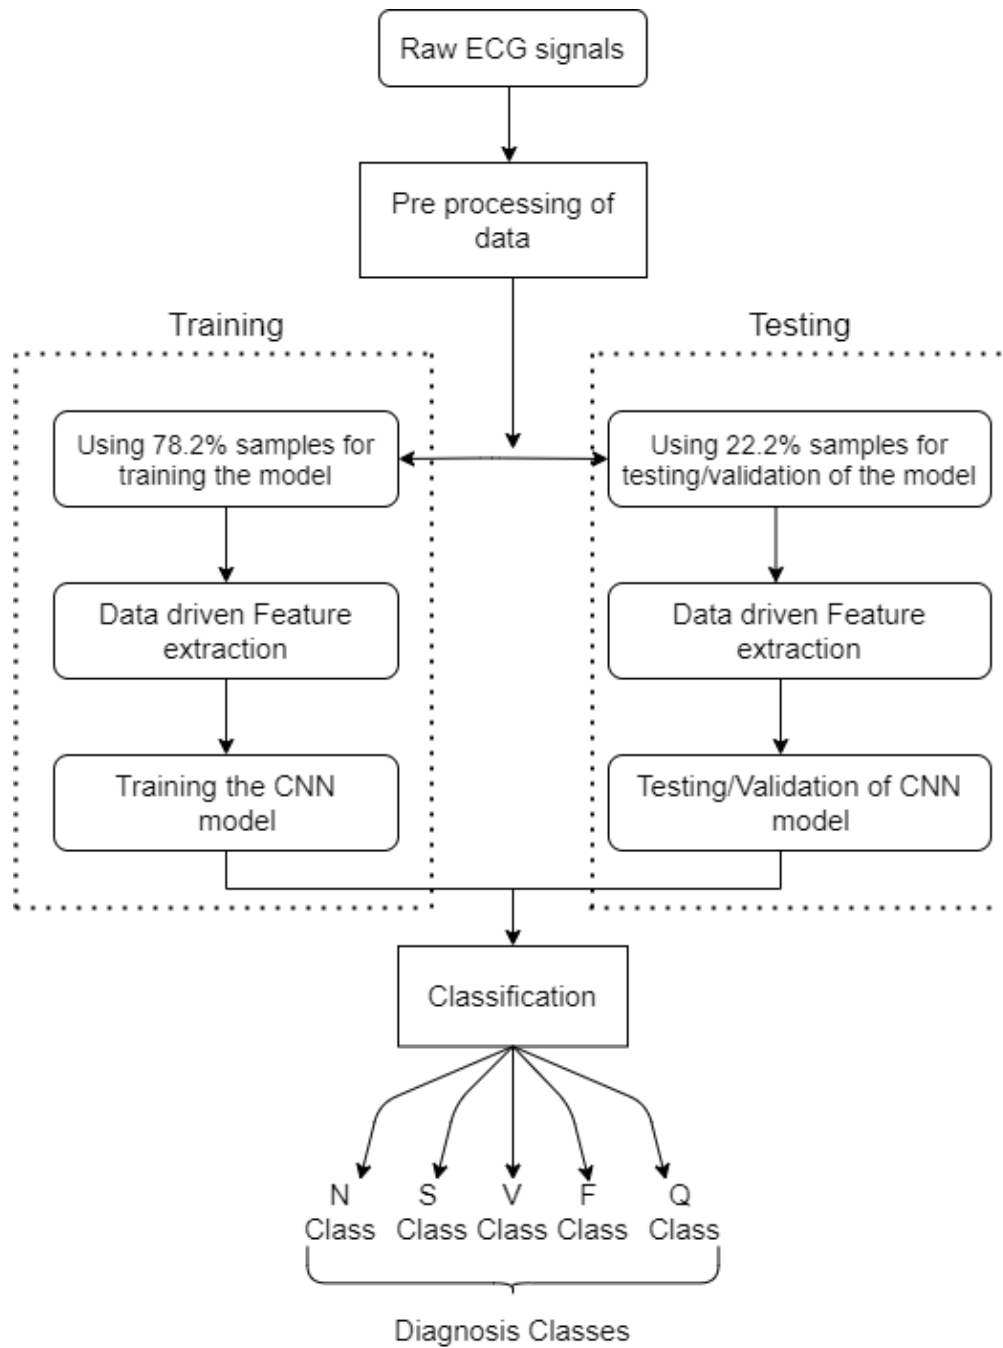 Raw ECG signals
Pre processing of
data
Training
Testing
Using 78.2% samples for
training the model
Using 22.2% samples for
testing/validation of the model
Data driven Feature
extraction
Data driven Feature
extraction
Training the CNN
model
Testing/Validation of CNN
model
Classification
N S V F Q
Class Class Class Class Class
Diagnosis Classes